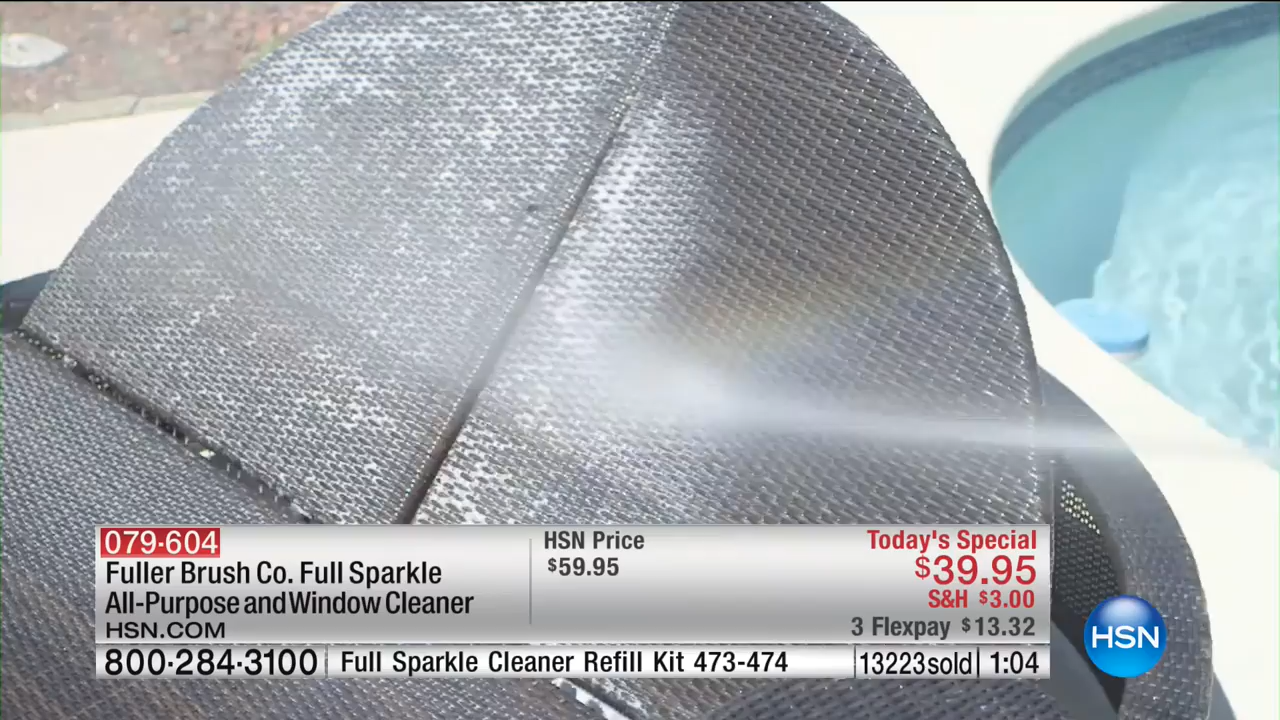 079-604
Fuller Brush Co. Full Sparkle
All-Purpose and Window Cleaner
HSN.COM
HSN Price
$59.95
Today's Special
$39.95
S&H $3.00
3 Flexpay $13.32
800·284·3100
Full Sparkle Cleaner Refill Kit 473-474
13223sold
1:04
HSN